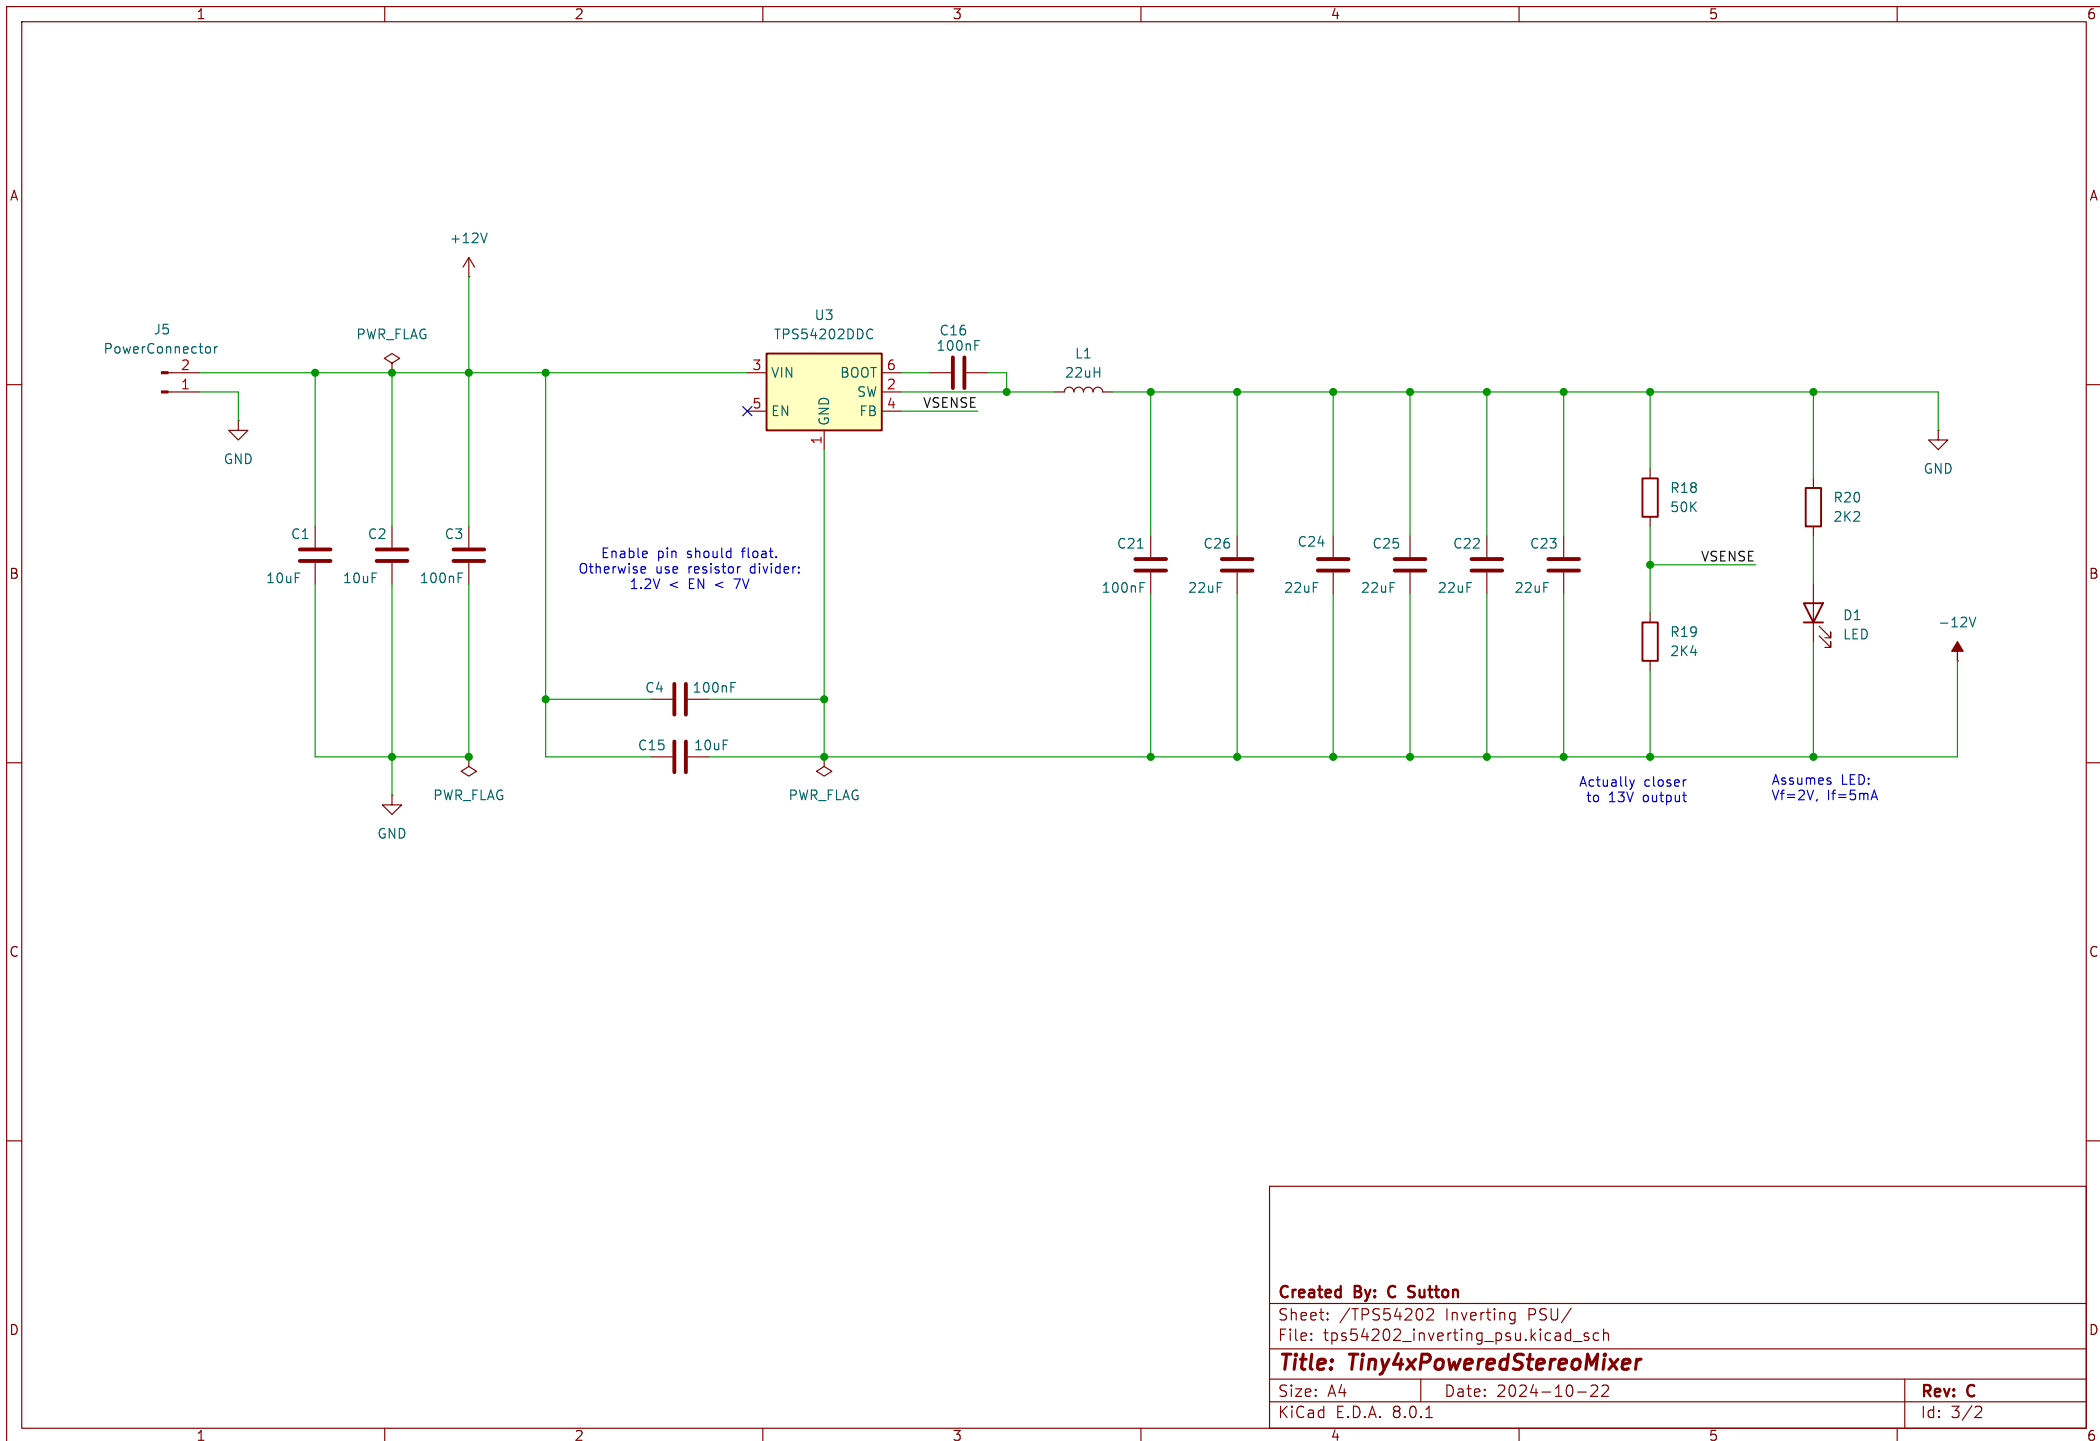 1 2 3 4 5 6
A A
+12V
U3
TPS54202DDC
J5
PowerConnector
2
1
PWR_FLAG
3 VIN
5 EN
GND
1
BOOT 6
SW 2
FB 4
VSENSE
C16
100nF
L1
22uH
GND
GND
C1
10uF
C2
10uF
C3
100nF
Enable pin should float.
Otherwise use resistor divider:
1.2V < EN < 7V
C21
100nF
C26
22uF
C24
22uF
C25
22uF
C22
22uF
C23
22uF
R18
50K
VSENSE
R19
2K4
R20
2K2
D1
LED
-12V
B B
C4 100nF
C15 10uF
PWR_FLAG
PWR_FLAG
GND
Actually closer
to 13V output
Assumes LED:
Vf=2V, If=5mA
C C
D D
Created By: C Sutton
Sheet: /TPS54202 Inverting PSU/
File: tps54202_inverting_psu.kicad_sch
Title: Tiny4xPoweredStereoMixer
Size: A4 Date: 2024-10-22 Rev: C
KiCad E.D.A. 8.0.1 Id: 3/2
1 2 3 4 5 6